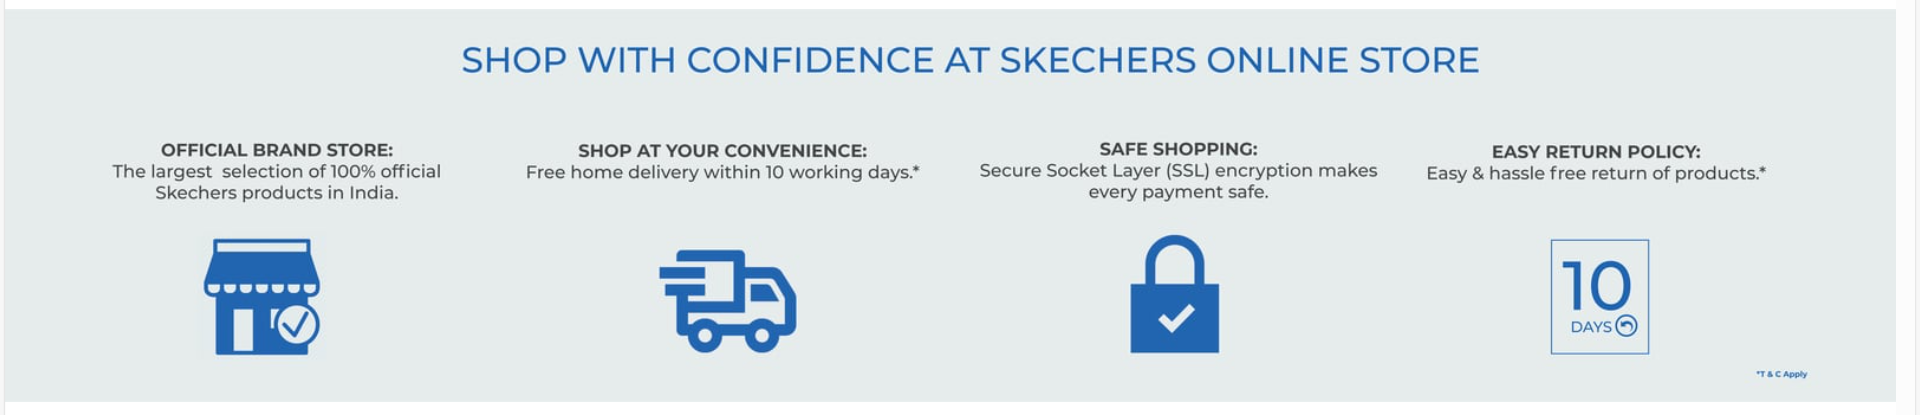 SHOP WITH CONFIDENCE AT SKECHERS ONLINE STORE
OFFICIAL BRAND STORE:
The largest selection of 100% official
Skechers products in India.
SHOP AT YOUR CONVENIENCE:
Free home delivery within 10 working days.*
SAFE SHOPPING:
Secure Socket Layer (SSL) encryption makes
every payment safe.
EASY RETURN POLICY:
Easy & hassle free return of products.*
10
DAYS
*T & C Apply